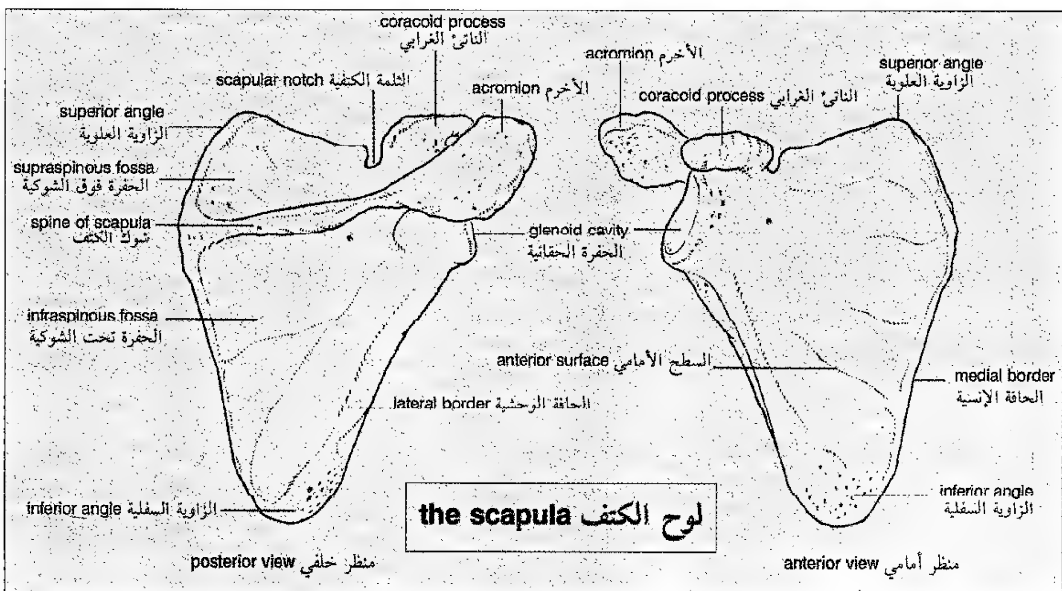 coracoid process
الناتئ الغرابي
scapular notch الثلمة الكتفية
acromion الأخرم
superior angle
الزاوية العلوية
supraspinous fossa
الحفرة فوق الشوكية
spine of scapula
شوك الكتف
infraspinous fossa
الحفرة تحت الشوكية
lateral border الحافة الوحشية
inferior angle الزاوية السفلية
posterior view منظر خلفي
glenoid cavity
الحفرة الحقانية
acromion الأخرم
coracoid process الناتئ الغرابي
superior angle
الزاوية العلوية
anterior surface السطح الأمامي
medial border
الحافة الإنسية
inferior angle
الزاوية السفلية
anterior view منظر أمامي
the scapula لوح الكتف